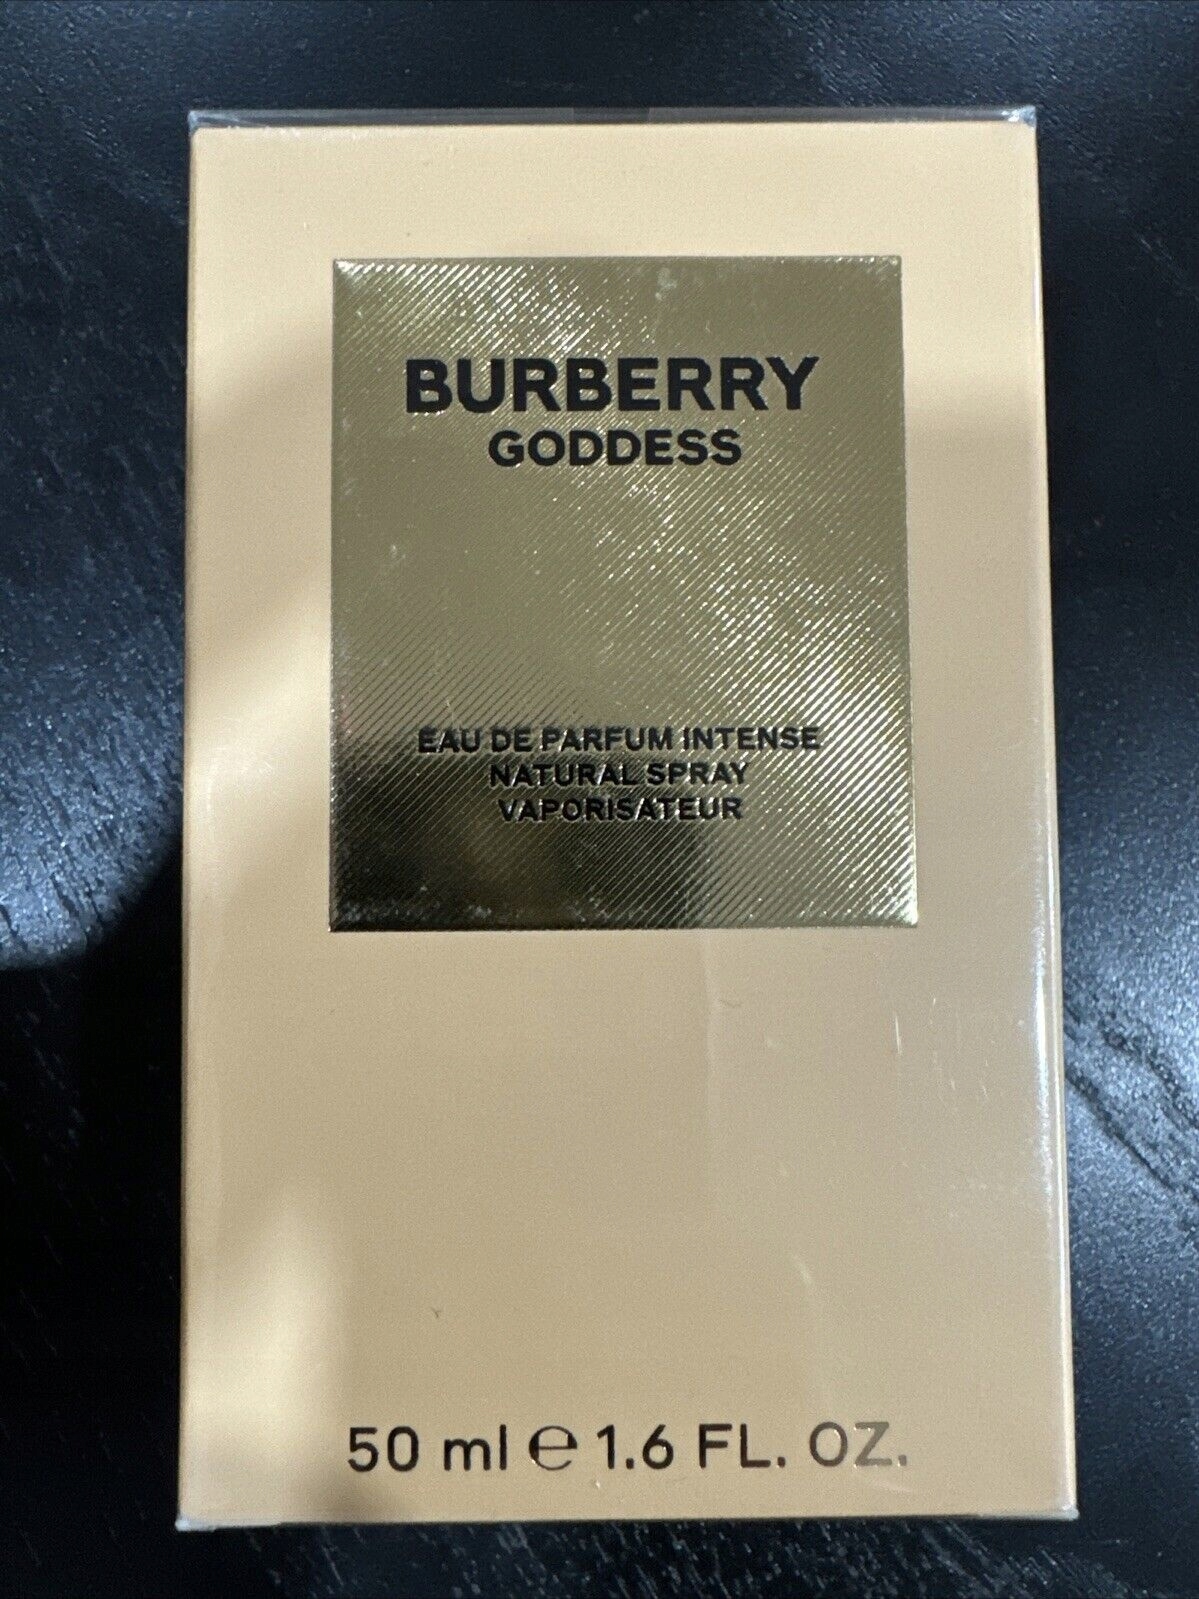 BURBERRY
GODDESS
EAU DE PARFUM INTENSE
NATURAL SPRAY
VAPORISATEUR
50 ml ℮ 1.6 FL. OZ.